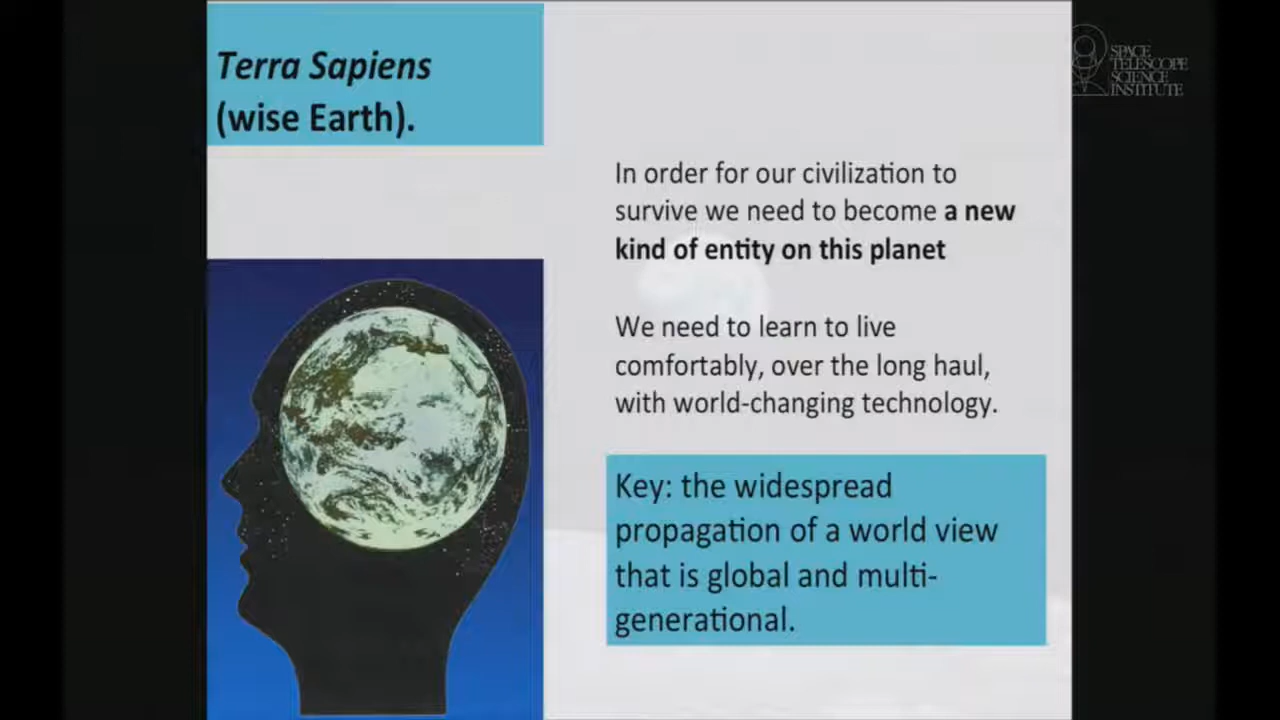 Terra Sapiens
(wise Earth).
SPACE
TELESCOPE
SCIENCE
INSTITUTE
In order for our civilization to
survive we need to become a new
kind of entity on this planet
We need to learn to live
comfortably, over the long haul,
with world-changing technology.
Key: the widespread
propagation of a world view
that is global and multi-
generational.